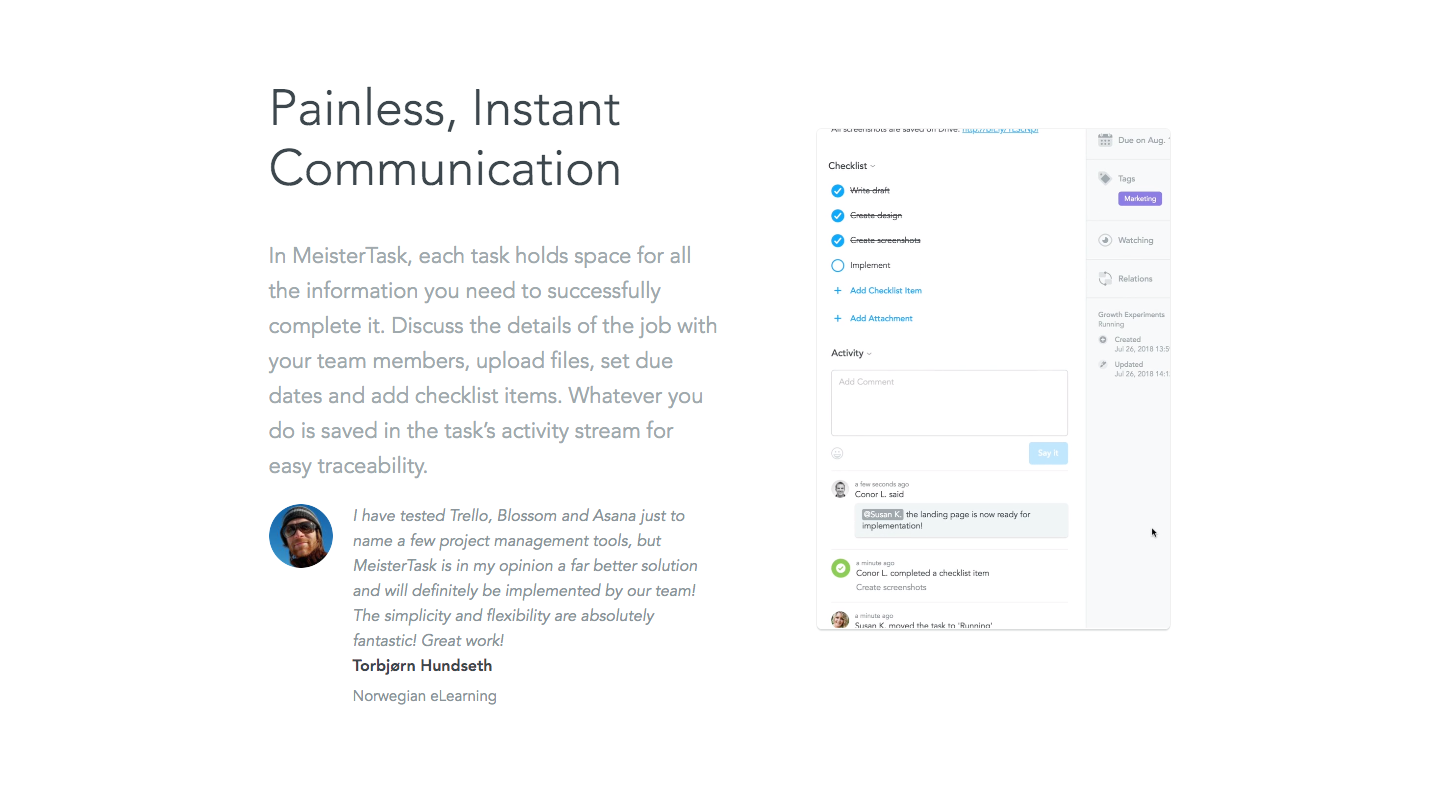 Painless, Instant
Communication
In MeisterTask, each task holds space for all
the information you need to successfully
complete it. Discuss the details of the job with
your team members, upload files, set due
dates and add checklist items. Whatever you
do is saved in the task's activity stream for
easy traceability.
I have tested Trello, Blossom and Asana just to
name a few project management tools, but
MeisterTask is in my opinion a far better solution
and will definitely be implemented by our team!
The simplicity and flexibility are absolutely
fantastic! Great work!
Torbjørn Hundseth
Norwegian eLearning
All screenshots are saved on Drive:
Checklist
Write draft
Create design
Create screenshots
Implement
+ Add Checklist Item
+ Add Attachment
Activity
Add Comment
Say It
a few seconds ago
Conor L. said
@Susan K. the landing page is now ready for
implementation!
a minute ago
Conor L. completed a checklist item
Create screenshots
a minute ago
Susan K. moved the task to 'Running'
Due on Aug.
Tags
Marketing
Watching
Relations
Growth Experiments
Running
Created
Jul 26, 2018 13:5
Updated
Jul 26, 2018 14:1